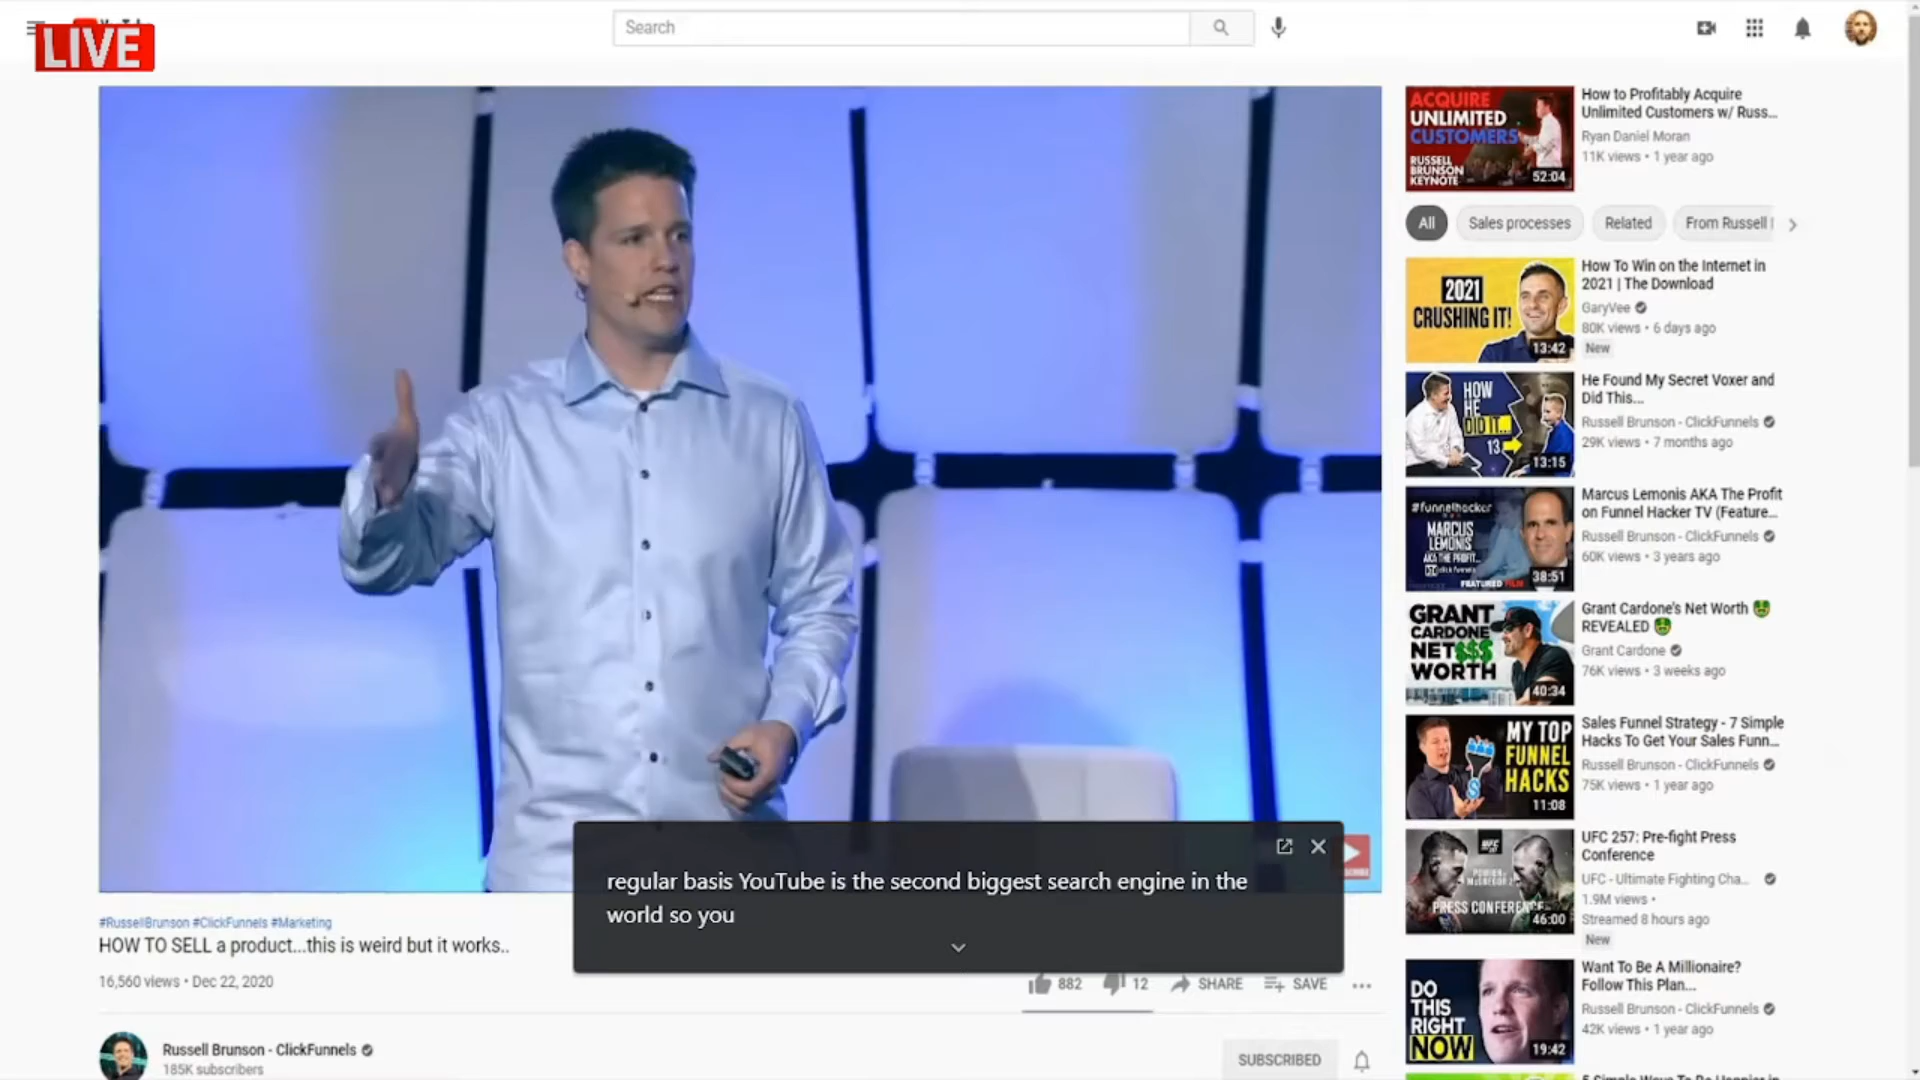 LIVE
Search
ACQUIRE
UNLIMITED
CUSTOMERS
RUSSELL
BRUNSON
KEYNOTE
52:04
How to Profitably Acquire
Unlimited Customers w/ Russ...
Ryan Daniel Moran
11K views • 1 year ago
All
Sales processes
Related
From Russell
2021
CRUSHING IT!
13:42
How To Win on the Internet in
2021 | The Download
GaryVee
80K views • 6 days ago
New
HOW
HE
DID IT...
13
13:15
He Found My Secret Voxer and
Did This...
Russell Brunson - ClickFunnels
29K views • 7 months ago
#funnelhacker
MARCUS
LEMONIS
AKA THE PROFIT...
clickfunnels
FEATURED FILM
38:51
Marcus Lemonis AKA The Profit
on Funnel Hacker TV (Feature...
Russell Brunson - ClickFunnels
60K views • 3 years ago
GRANT
CARDONE
NET $$$
WORTH
40:34
Grant Cardone's Net Worth 🤑
REVEALED 🤑
Grant Cardone
76K views • 3 weeks ago
MY TOP
FUNNEL
HACKS
11:08
Sales Funnel Strategy - 7 Simple
Hacks To Get Your Sales Funn...
Russell Brunson - ClickFunnels
75K views • 1 year ago
UFC
PRESS CONFERENCE
46:00
UFC 257: Pre-fight Press
Conference
UFC - Ultimate Fighting Cha...
1.9M views •
Streamed 8 hours ago
New
DO
THIS
RIGHT
NOW
19:42
Want To Be A Millionaire?
Follow This Plan...
Russell Brunson - ClickFunnels
42K views • 1 year ago
regular basis YouTube is the second biggest search engine in the
world so you
#RussellBrunson #ClickFunnels #Marketing
HOW TO SELL a product...this is weird but it works..
16,560 views • Dec 22, 2020
882
12
SHARE
SAVE
Russell Brunson - ClickFunnels
185K subscribers
SUBSCRIBED